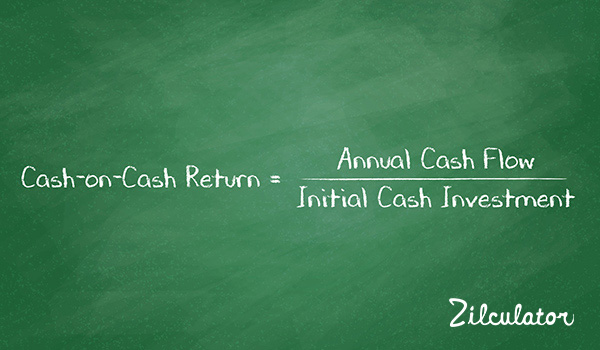 Cash-on-Cash Return = Annual Cash Flow
Initial Cash Investment
Zilculator